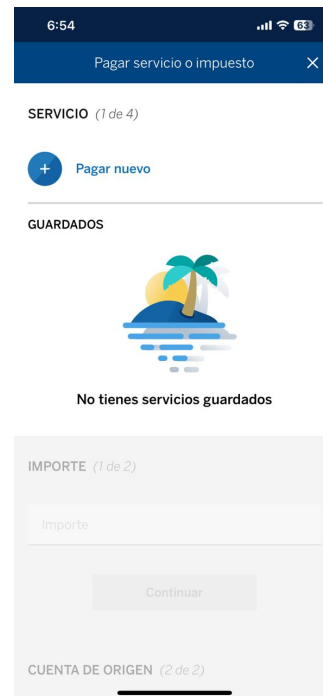 6:54
63
Pagar servicio o impuesto
SERVICIO (1 de 4)
Pagar nuevo
GUARDADOS
No tienes servicios guardados
IMPORTE (1 de 2)
Importe
Continuar
CUENTA DE ORIGEN (2 de 2)